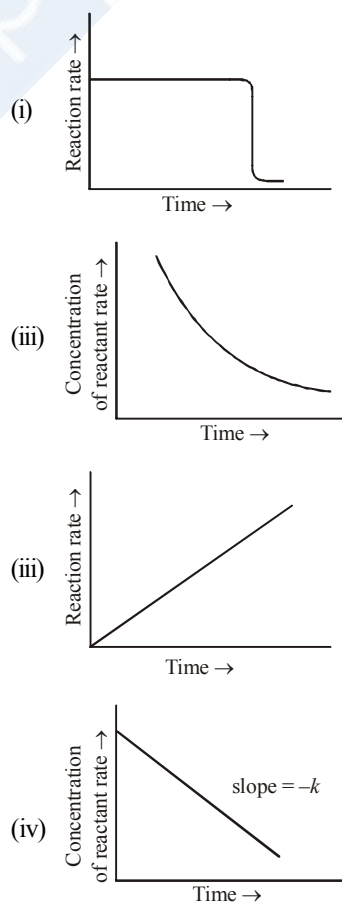 (i)
Reaction rate →
Time →
(iii)
Concentration
of reactant rate →
Time →
(iii)
Reaction rate →
Time →
(iv)
Concentration
of reactant rate →
slope = –k
Time →